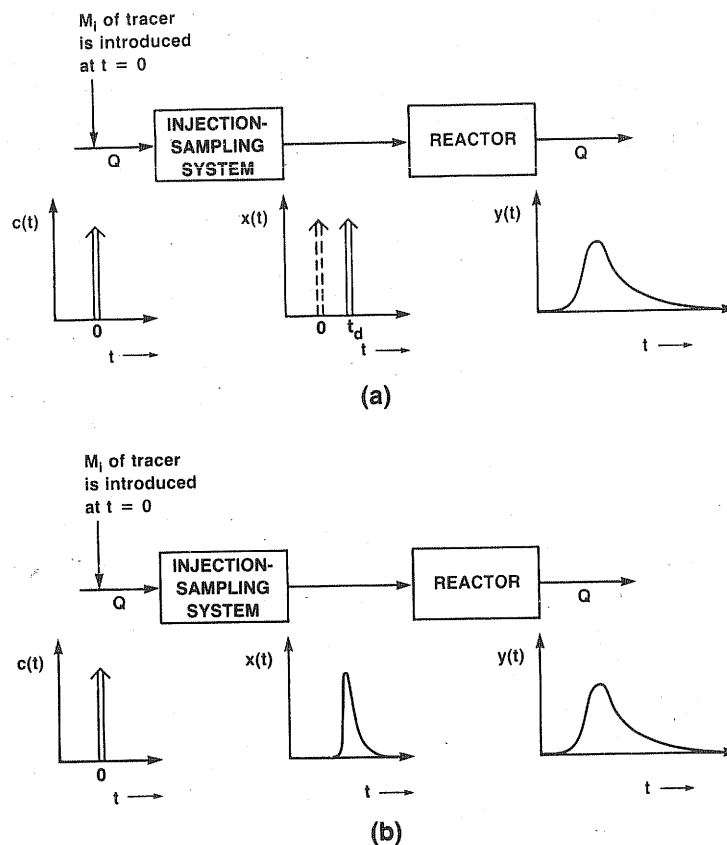 Mi of tracer
is introduced
at t = 0
Q
INJECTION-
SAMPLING
SYSTEM
REACTOR
Q
c(t)
0
t
x(t)
0
td
t
y(t)
t
(a)
Mi of tracer
is introduced
at t = 0
Q
INJECTION-
SAMPLING
SYSTEM
REACTOR
Q
c(t)
0
t
x(t)
t
y(t)
t
(b)